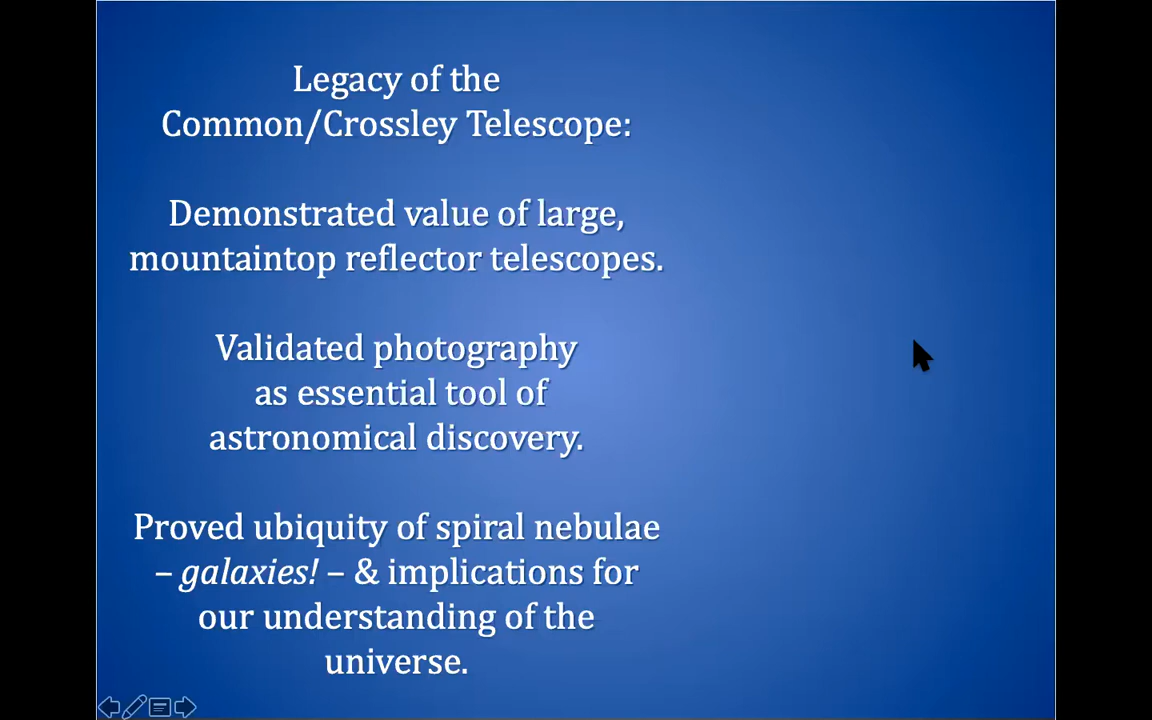 Legacy of the
Common/Crossley Telescope:
Demonstrated value of large,
mountaintop reflector telescopes.
Validated photography
as essential tool of
astronomical discovery.
Proved ubiquity of spiral nebulae
– galaxies! – & implications for
our understanding of the
universe.